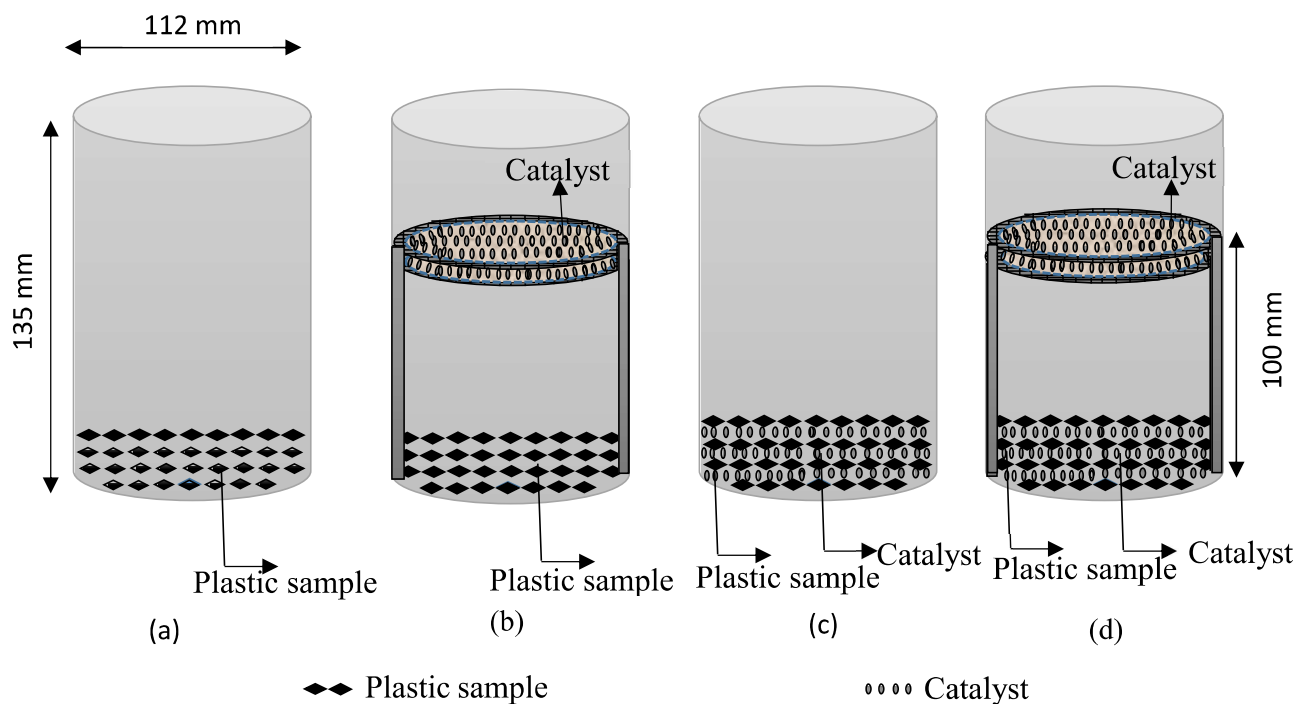 112 mm
135 mm
Catalyst
Catalyst
100 mm
Plastic sample
Plastic sample
Plastic sample
Catalyst
Plastic sample
Catalyst
(a)
(b)
(c)
(d)
Plastic sample
Catalyst